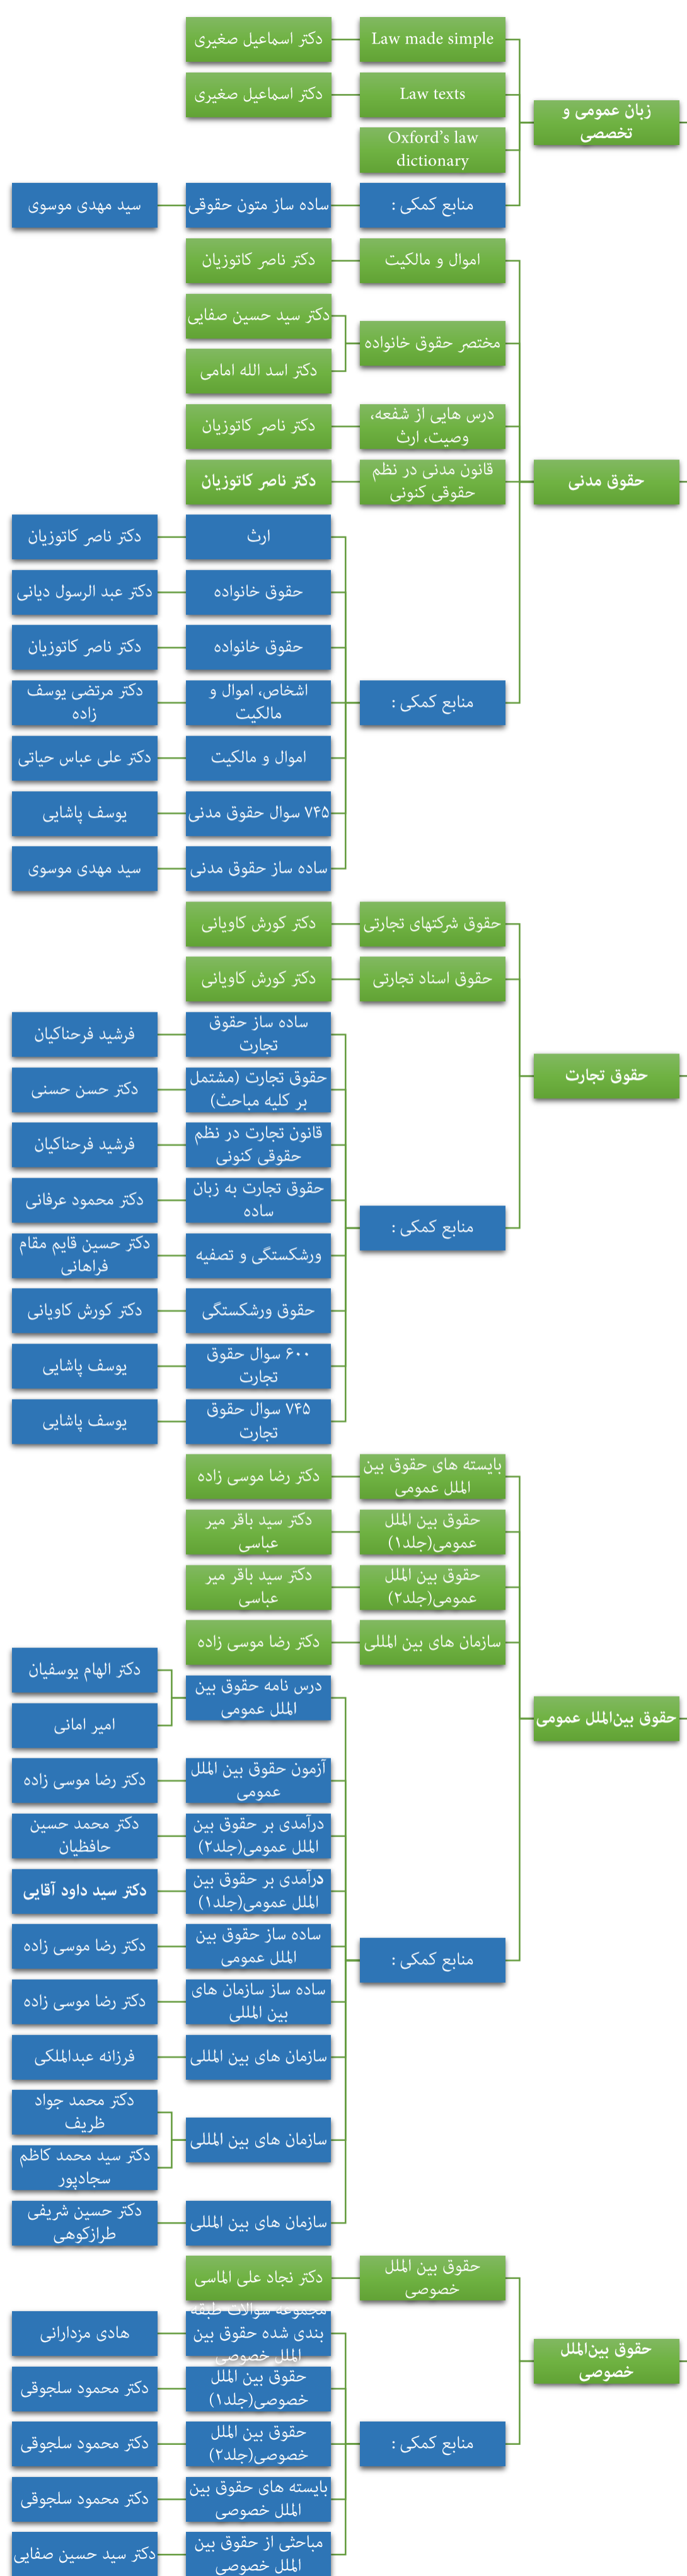 زبان عمومی و
تخصصی
Law made simple
دکتر اسماعیل صغیری
Law texts
دکتر اسماعیل صغیری
Oxford's law
dictionary
منابع کمکی :
ساده ساز متون حقوقی
سید مهدی موسوی
حقوق مدنی
اموال و مالکیت
دکتر ناصر کاتوزیان
مختصر حقوق خانواده
دکتر سید حسین صفایی
دکتر اسد الله امامی
درس هایی از شفعه،
وصیت، ارث
دکتر ناصر کاتوزیان
قانون مدنی در نظم
حقوقی کنونی
دکتر ناصر کاتوزیان
منابع کمکی :
ارث
دکتر ناصر کاتوزیان
حقوق خانواده
دکتر عبد الرسول دیانی
حقوق خانواده
دکتر ناصر کاتوزیان
اشخاص، اموال و
مالکیت
دکتر مرتضی یوسف
زاده
اموال و مالکیت
دکتر علی عباس حیاتی
۷۴۵ سوال حقوق مدنی
یوسف پاشایی
ساده ساز حقوق مدنی
سید مهدی موسوی
حقوق تجارت
حقوق شرکتهای تجارتی
دکتر کورش کاویانی
حقوق اسناد تجارتی
دکتر کورش کاویانی
منابع کمکی :
ساده ساز حقوق
تجارت
فرشید فرحناکیان
حقوق تجارت (مشتمل
بر کلیه مباحث)
دکتر حسن حسنی
قانون تجارت در نظم
حقوقی کنونی
فرشید فرحناکیان
حقوق تجارت به زبان
ساده
دکتر محمود عرفانی
ورشکستگی و تصفیه
دکتر حسین قایم مقام
فراهانی
حقوق ورشکستگی
دکتر کورش کاویانی
۶۰۰ سوال حقوق
تجارت
یوسف پاشایی
۷۴۵ سوال حقوق
تجارت
یوسف پاشایی
حقوق بین‌الملل عمومی
بایسته های حقوق بین
الملل عمومی
دکتر رضا موسی زاده
حقوق بین الملل
عمومی(جلد۱)
دکتر سید باقر میر
عباسی
حقوق بین الملل
عمومی(جلد۲)
دکتر سید باقر میر
عباسی
سازمان های بین المللی
دکتر رضا موسی زاده
منابع کمکی :
درس نامه حقوق بین
الملل عمومی
دکتر الهام یوسفیان
امیر امانی
آزمون حقوق بین الملل
عمومی
دکتر رضا موسی زاده
درآمدی بر حقوق بین
الملل عمومی(جلد۲)
دکتر محمد حسین
حافظیان
درآمدی بر حقوق بین
الملل عمومی(جلد۱)
دکتر سید داود آقایی
ساده ساز حقوق بین
الملل عمومی
دکتر رضا موسی زاده
ساده ساز سازمان های
بین المللی
دکتر رضا موسی زاده
سازمان های بین المللی
فرزانه عبدالملکی
سازمان های بین المللی
دکتر محمد جواد
ظریف
دکتر سید محمد کاظم
سجادپور
سازمان های بین المللی
دکتر حسین شریفی
طرازکوهی
حقوق بین‌الملل
خصوصی
حقوق بین الملل
خصوصی
دکتر نجاد علی الماسی
منابع کمکی :
مجموعه سوالات طبقه
بندی شده حقوق بین
الملل خصوصی
هادی مزدارانی
حقوق بین الملل
خصوصی(جلد۱)
دکتر محمود سلجوقی
حقوق بین الملل
خصوصی(جلد۲)
دکتر محمود سلجوقی
بایسته های حقوق بین
الملل خصوصی
دکتر محمود سلجوقی
مباحثی از حقوق بین
الملل خصوصی
دکتر سید حسین صفایی